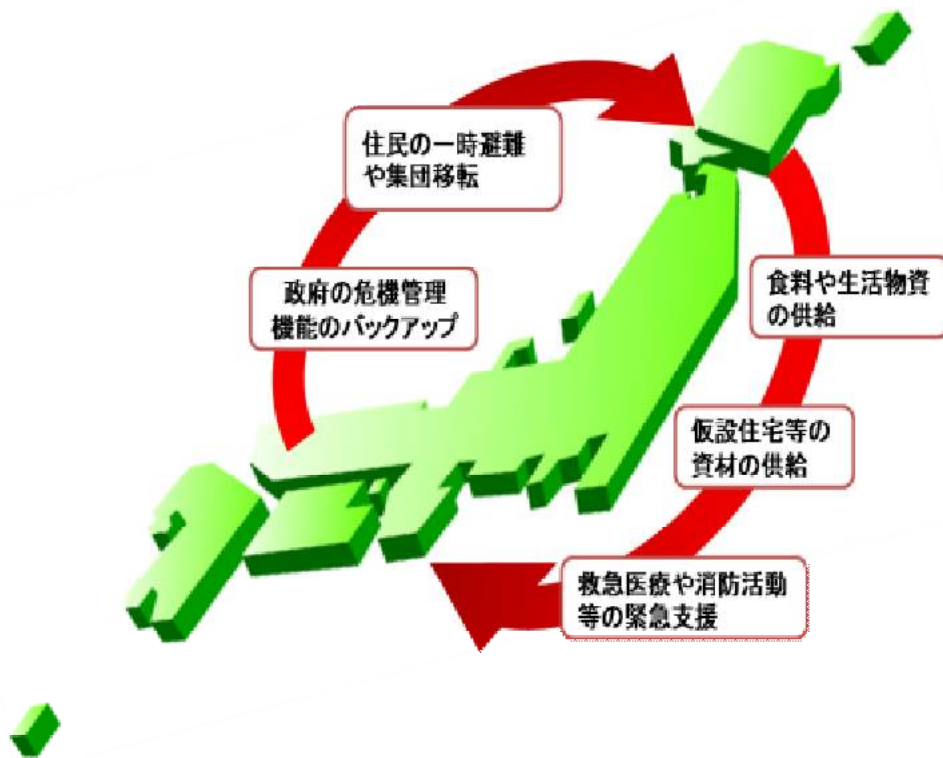 住民の一時避難
や集団移転
政府の危機管理
機能のバックアップ
食料や生活物資
の供給
仮設住宅等の
資材の供給
救急医療や消防活動
等の緊急支援